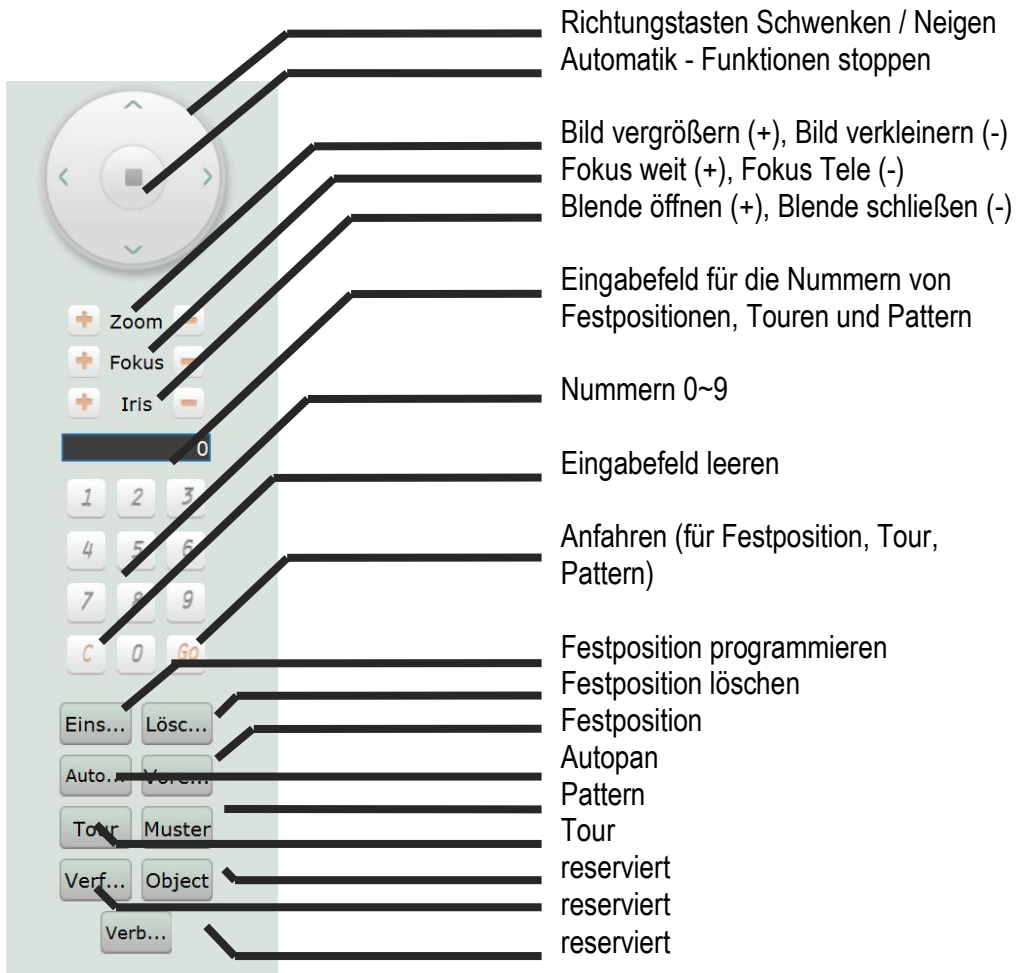 Richtungstasten Schwenken / Neigen
Automatik - Funktionen stoppen
Bild vergrößern (+), Bild verkleinern (-)
Fokus weit (+), Fokus Tele (-)
Blende öffnen (+), Blende schließen (-)
Eingabefeld für die Nummern von
Festpositionen, Touren und Pattern
Nummern 0~9
Eingabefeld leeren
Anfahren (für Festposition, Tour,
Pattern)
Festposition programmieren
Festposition löschen
Festposition
Autopan
Pattern
Tour
reserviert
reserviert
reserviert
+ Zoom -
+ Fokus -
+ Iris -
0
1 2 3
4 5 6
7 8 9
C 0 Go
Eins... Lösc...
Auto... Vore...
Tour Muster
Verf... Object
Verb...